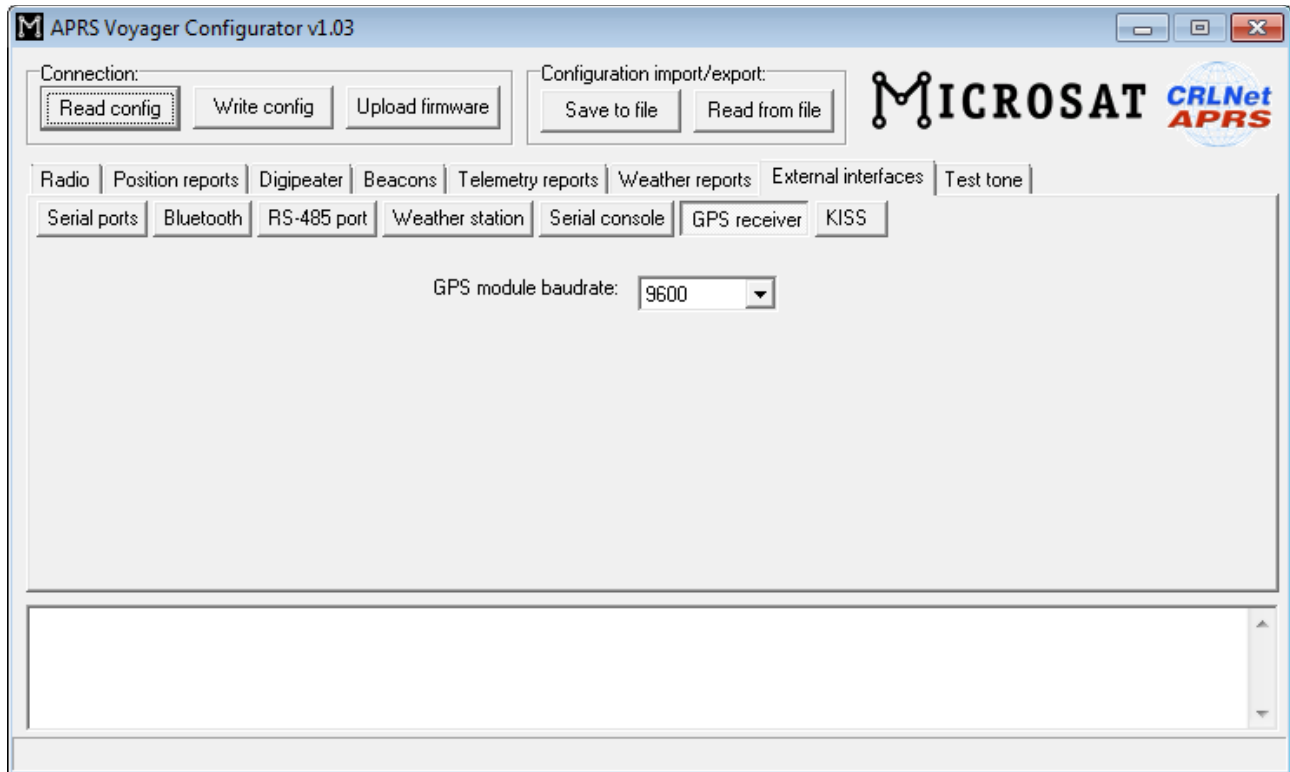 APRS Voyager Configurator v1.03
Connection:
Read config Write config Upload firmware
Configuration import/export:
Save to file Read from file
MICROSAT
CRLNet
APRS
Radio Position reports Digipeater Beacons Telemetry reports Weather reports External interfaces Test tone
Serial ports Bluetooth RS-485 port Weather station Serial console GPS receiver KISS
GPS module baudrate: 9600